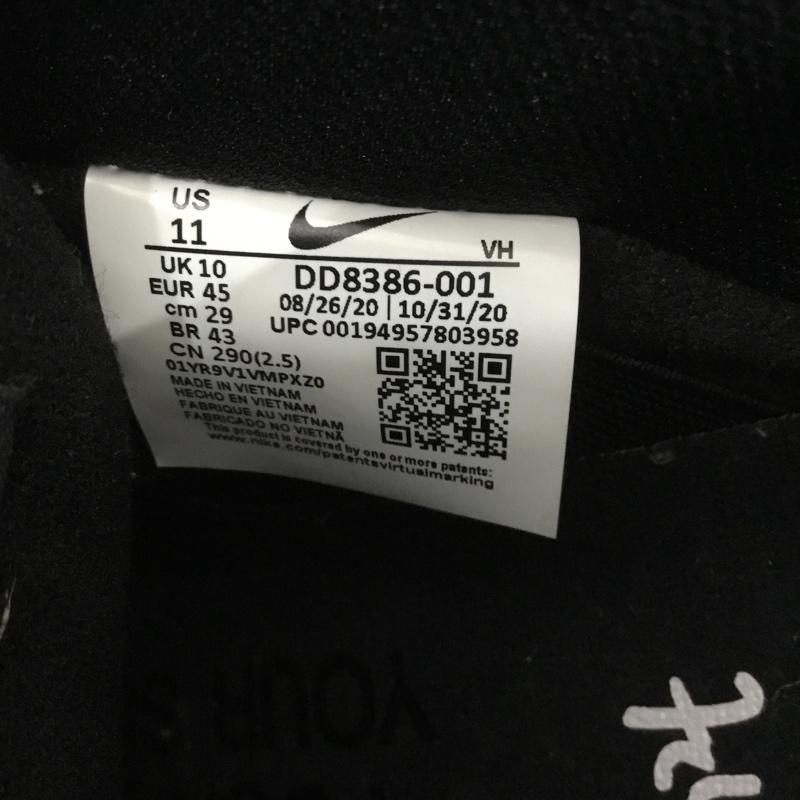 US
11
VH
UK 10
EUR 45
cm 29
BR 43
CN 290(2.5)
01YR9V1VMPXZ0
MADE IN VIETNAM
HECHO EN VIETNAM
FABRIQUE AU VIETNAM
FABRICADO NO VIETNÃ
DD8386-001
08/26/20 | 10/31/20
UPC 00194957803958
This product is covered by one or more patents:
www.nike.com/patentsvirtualmarking
YOUR S